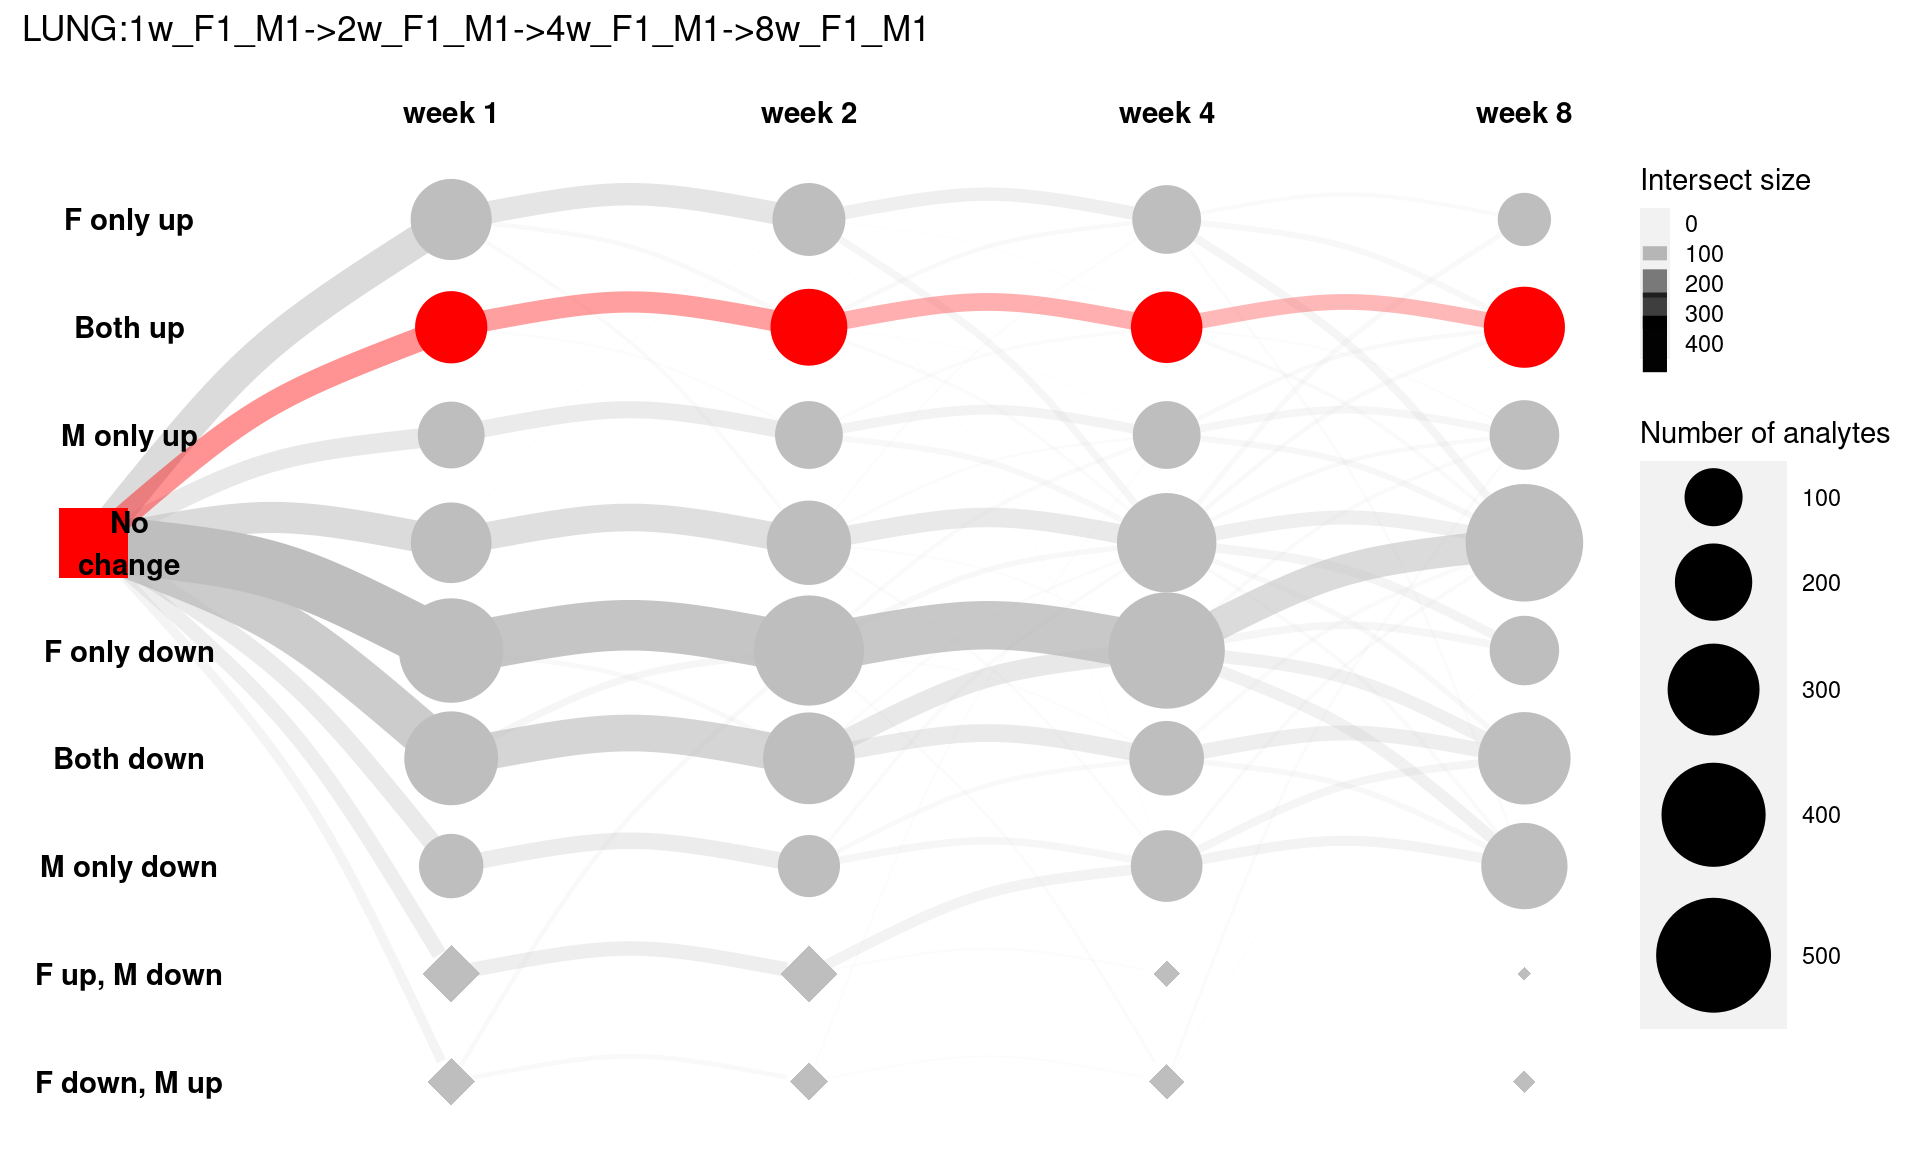 LUNG:1w_F1_M1->2w_F1_M1->4w_F1_M1->8w_F1_M1
week 1
week 2
week 4
week 8
F only up
Both up
M only up
No
change
F only down
Both down
M only down
F up, M down
F down, M up
Intersect size
0
100
200
300
400
Number of analytes
100
200
300
400
500